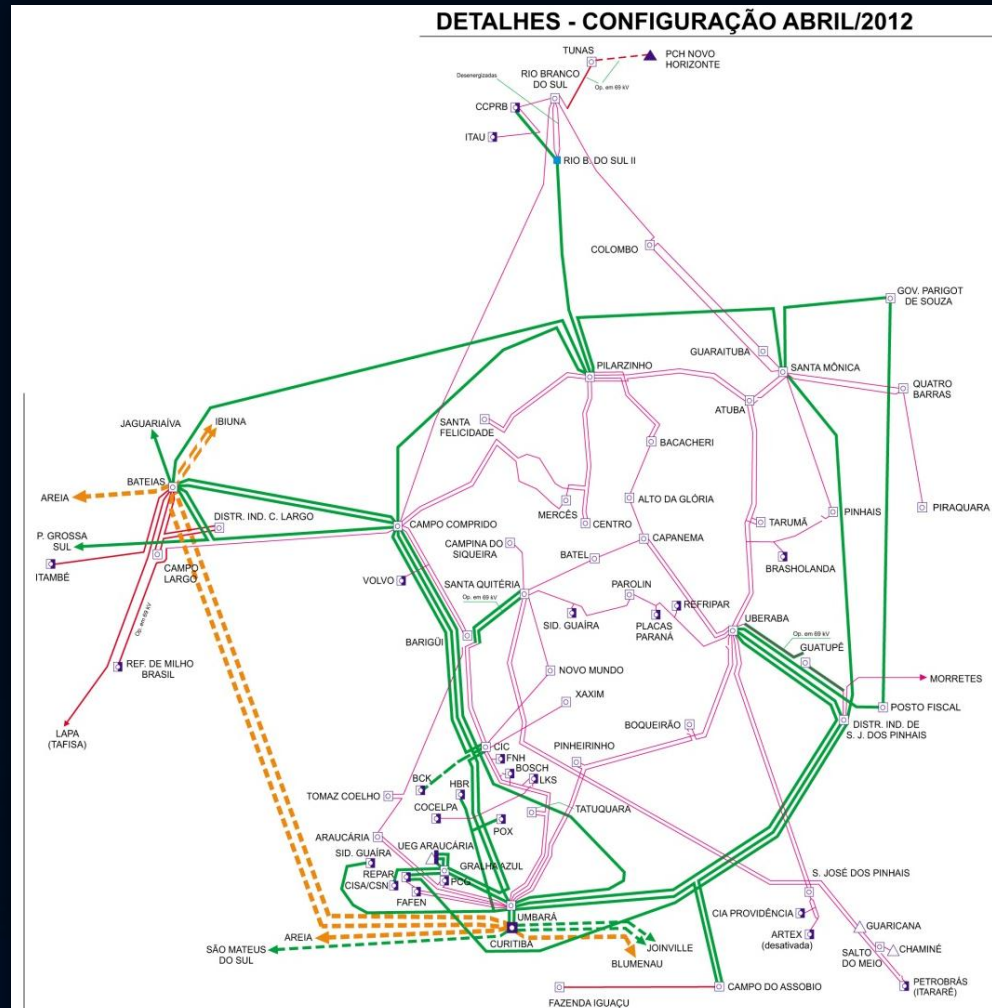 DETALHES - CONFIGURAÇÃO ABRIL/2012
TUNAS
PCH NOVO
HORIZONTE
RIO BRANCO
DO SUL
Desenergizadas
Op. em 69 kV
CCPRB
ITAU
RIO B. DO SUL II
COLOMBO
GOV. PARIGOT
DE SOUZA
GUARAITUBA
PILARZINHO
SANTA MÔNICA
QUATRO
BARRAS
ATUBA
JAGUARIAÍVA
IBIUNA
SANTA
FELICIDADE
BACACHERI
BATEIAS
AREIA
DISTR. IND. C. LARGO
MERCÊS
ALTO DA GLÓRIA
CENTRO
TARUMÃ
PINHAIS
PIRAQUARA
CAMPO COMPRIDO
P. GROSSA
SUL
CAMPINA DO
SIQUEIRA
CAPANEMA
BATEL
BRASHOLANDA
ITAMBÉ
CAMPO
LARGO
VOLVO
SANTA QUITÉRIA
Op. em 69 kV
PAROLIN
REFRIPAR
SID. GUAÍRA
PLACAS
PARANÁ
UBERABA
Op. em 69 kV
BARIGÜI
GUATUPÊ
Op. em 69 kV
REF. DE MILHO
BRASIL
NOVO MUNDO
MORRETES
XAXIM
POSTO FISCAL
BOQUEIRÃO
DISTR. IND. DE
S. J. DOS PINHAIS
LAPA
(TAFISA)
CIC
PINHEIRINHO
FNH
BOSCH
LKS
BCK
HBR
TOMAZ COELHO
COCELPA
TATUQUARA
POX
ARAUCÁRIA
UEG ARAUCÁRIA
SID. GUAÍRA
GRALHA AZUL
REPAR
CISA/CSN
PCG
FAFEN
S. JOSÉ DOS PINHAIS
CIA PROVIDÊNCIA
GUARICANA
UMBARÁ
ARTEX
(desativada)
AREIA
CURITIBA
SALTO
DO MEIO
CHAMINÉ
SÃO MATEUS
DO SUL
JOINVILLE
BLUMENAU
CAMPO DO ASSOBIO
PETROBRÁS
(ITARARÉ)
FAZENDA IGUAÇU